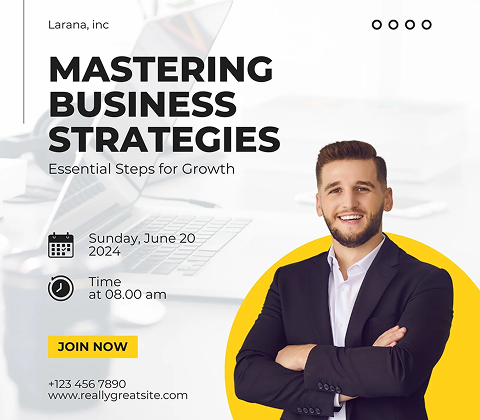 Larana, inc
MASTERING
BUSINESS
STRATEGIES
Essential Steps for Growth
Sunday, June 20
2024
Time
at 08.00 am
JOIN NOW
+123 456 7890
www.reallygreatsite.com